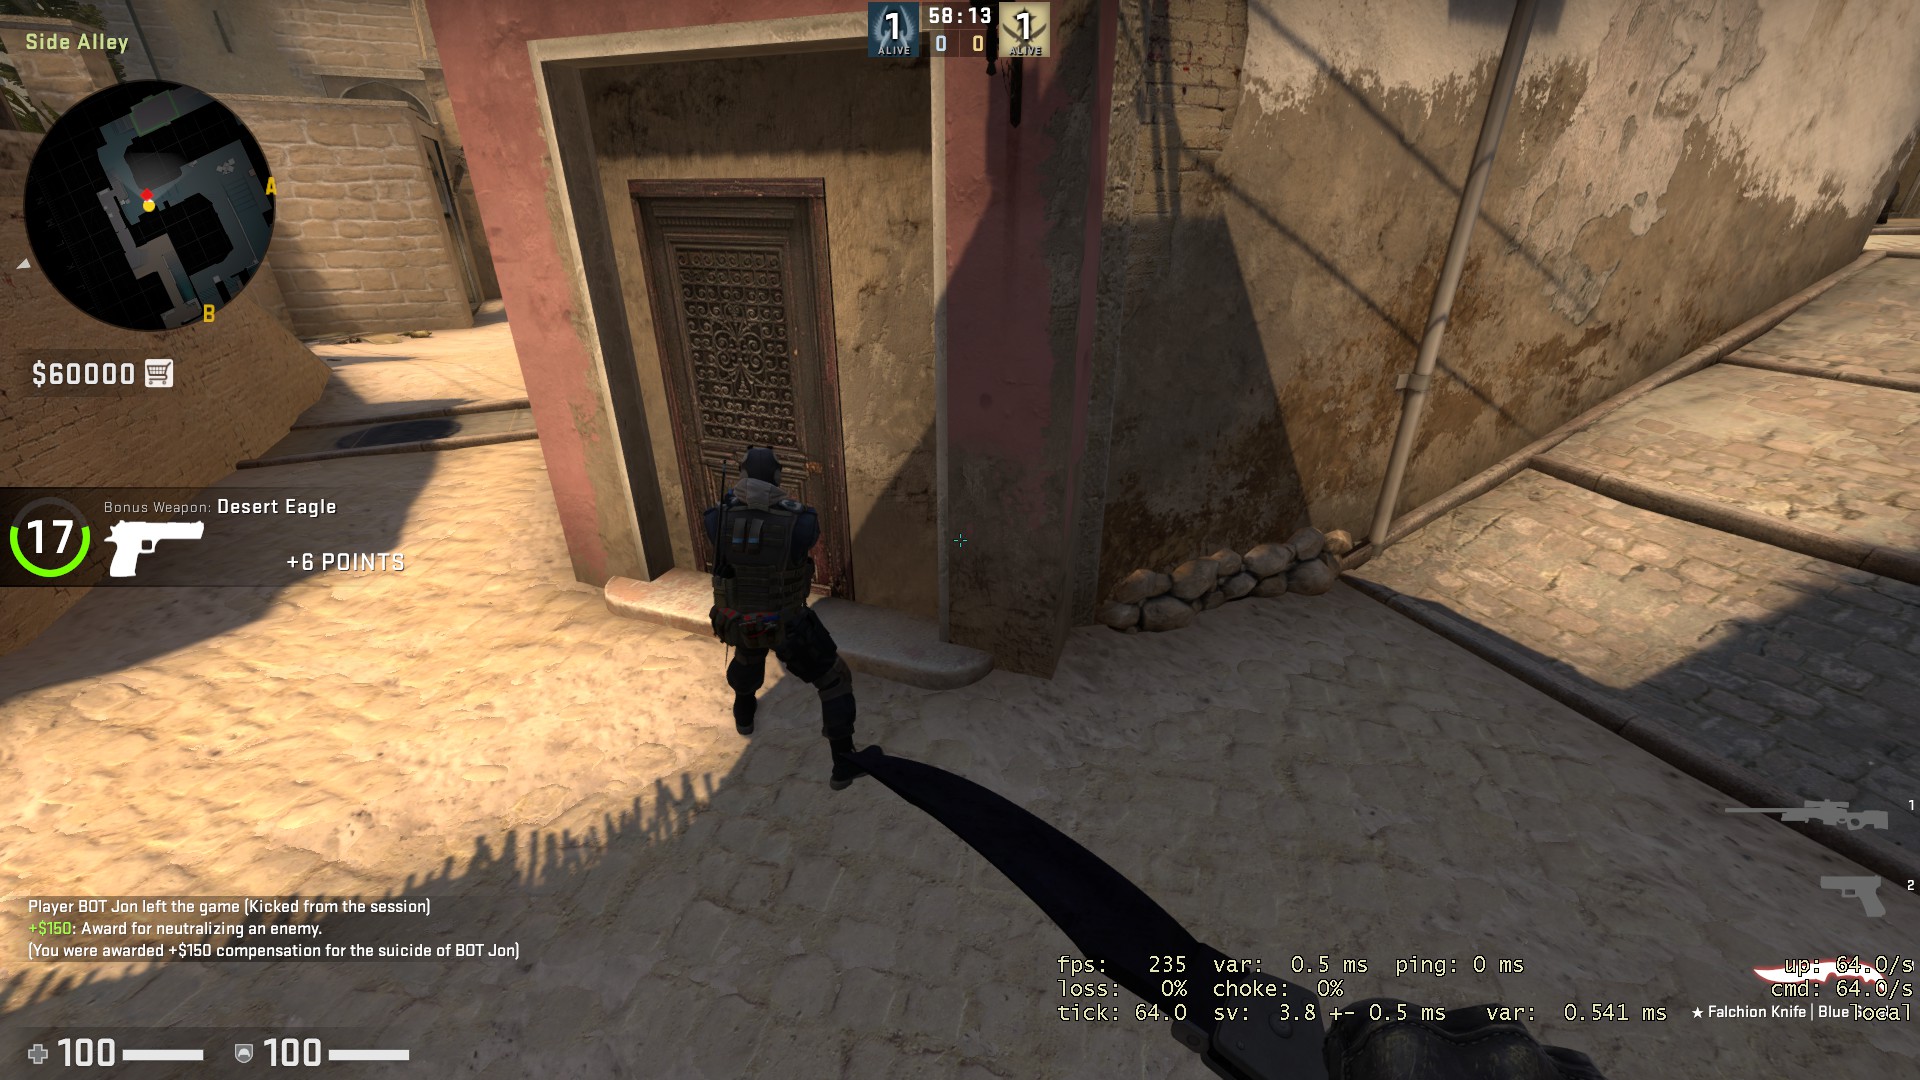 Side Alley
1 58:13 1
ALIVE 0 0 ALIVE
A
B
$60000
17 Bonus Weapon: Desert Eagle
+6 POINTS
1
2
Player BOT Jon left the game (Kicked from the session)
+$150: Award for neutralizing an enemy.
(You were awarded +$150 compensation for the suicide of BOT Jon)
fps: 235 var: 0.5 ms ping: 0 ms up: 64.0/s
loss: 0% choke: 0% cmd: 64.0/s
tick: 64.0 sv: 3.8 +- 0.5 ms var: 0.541 ms local
★ Falchion Knife | Blue
100 100